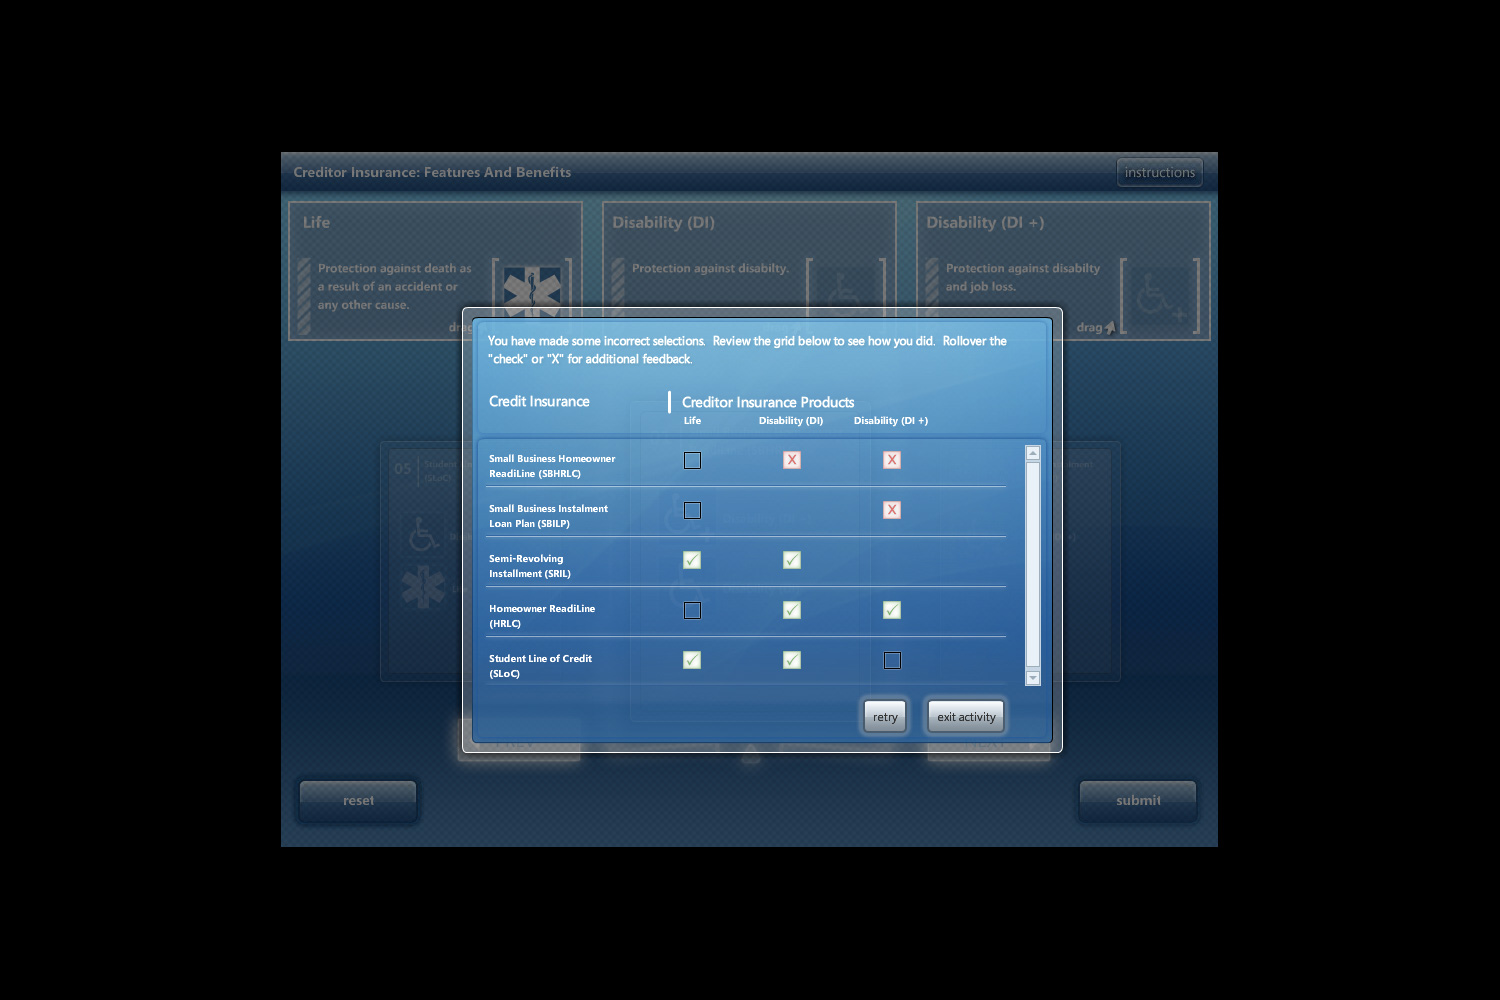 Creditor Insurance: Features And Benefits
instructions
Life
Disability (DI)
Disability (DI +)
Protection against death as
a result of an accident or
any other cause.
Protection against disabilty.
Protection against disabilty
and job loss.
drag
drag
You have made some incorrect selections. Review the grid below to see how you did. Rollover the
"check" or "X" for additional feedback.
Credit Insurance
Creditor Insurance Products
Life
Disability (DI)
Disability (DI +)
Small Business Homeowner
ReadiLine (SBHRLC)
X
X
Small Business Instalment
Loan Plan (SBILP)
X
Semi-Revolving
Installment (SRIL)
Homeowner ReadiLine
(HRLC)
Student Line of Credit
(SLoC)
05
Student
(SLoC)
retry
exit activity
reset
submit